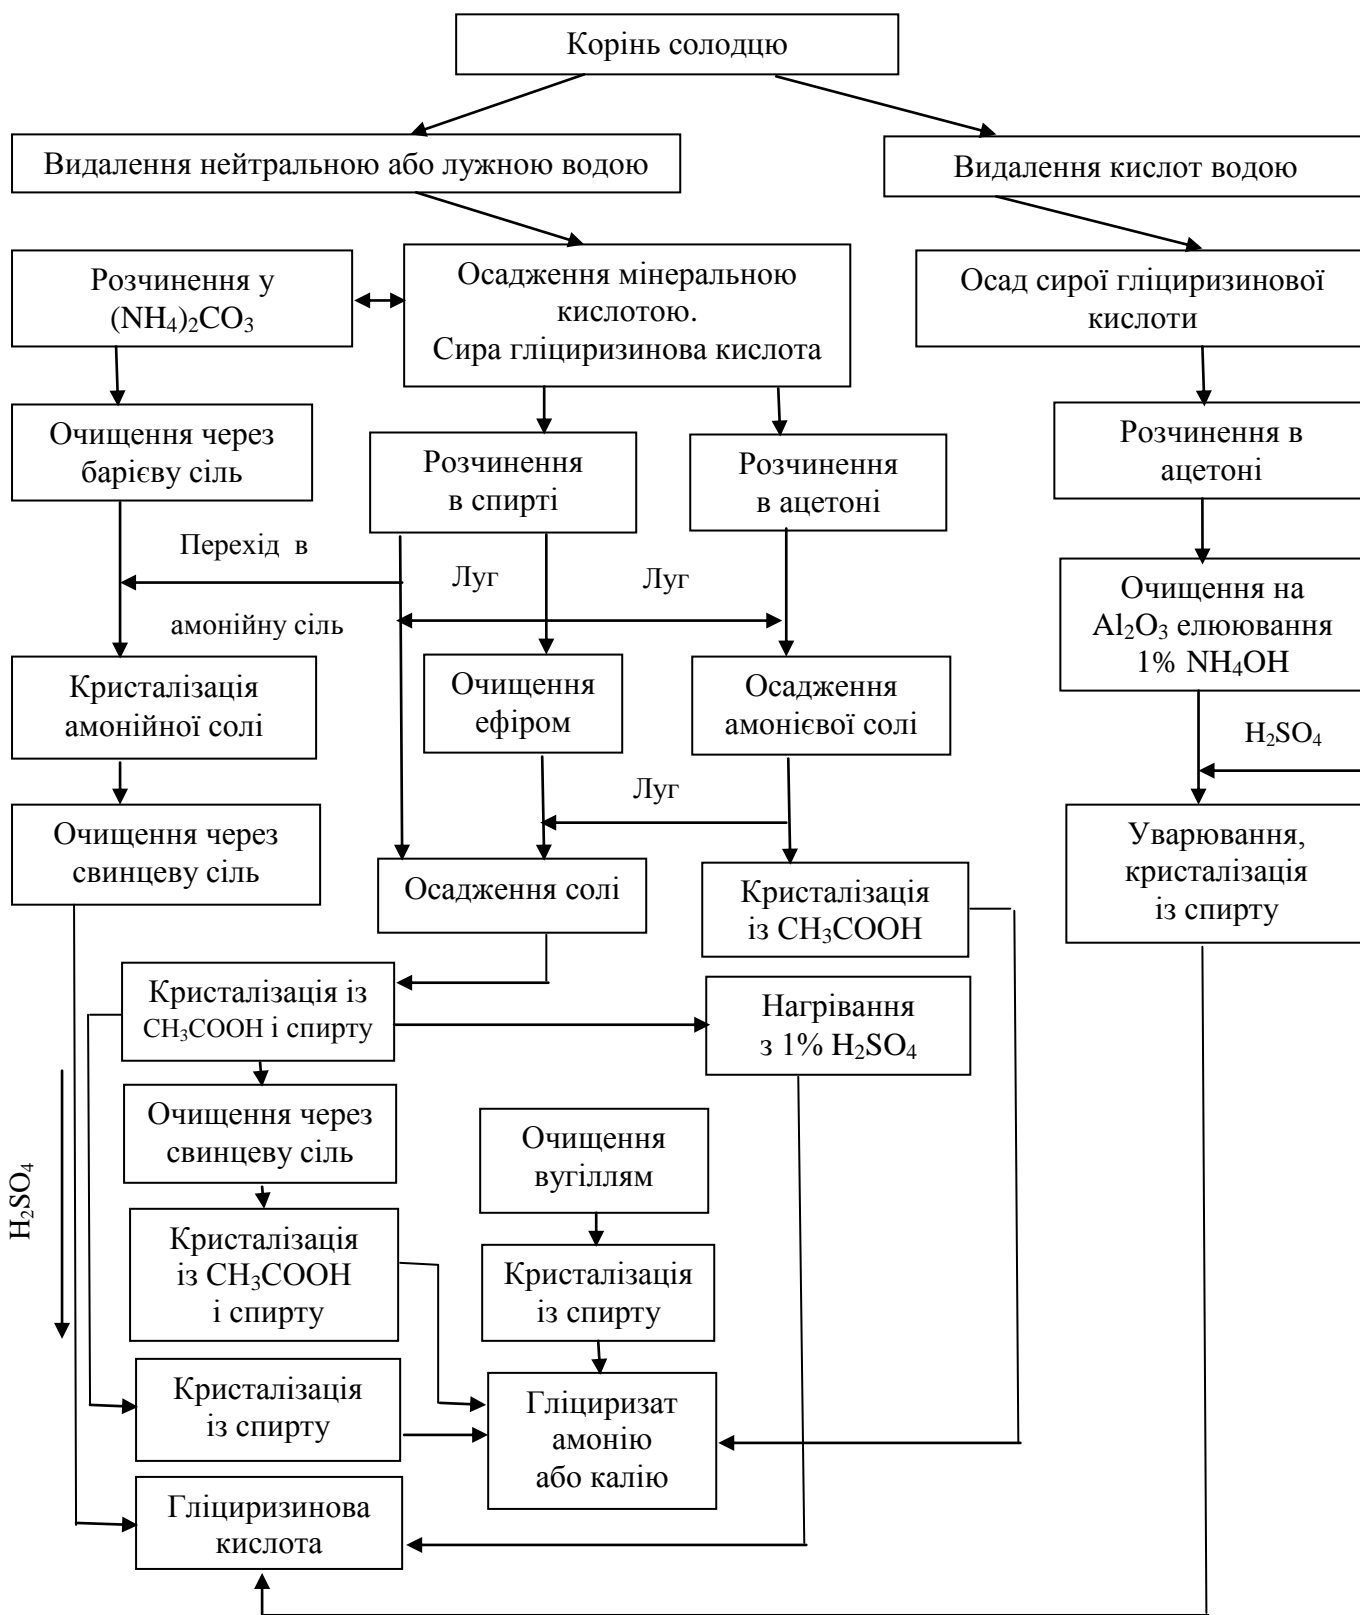 Корінь солодцю
Видалення нейтральною або лужною водою
Видалення кислот водою
Розчинення у
(NH₄)₂CO₃
Осадження мінеральною
кислотою.
Сира гліциризинова кислота
Осад сирої гліциризинової
кислоти
Очищення через
барієву сіль
Розчинення
в спирті
Розчинення
в ацетоні
Розчинення в
ацетоні
Перехід в
амонійну сіль
Луг
Луг
Очищення на
Al₂O₃ елюювання
1% NH₄OH
Кристалізація
амонійної солі
Очищення
ефіром
Осадження
амонієвої солі
H₂SO₄
Луг
Очищення через
свинцеву сіль
Осадження солі
Кристалізація
із CH₃COOH
Уварювання,
кристалізація
із спирту
Кристалізація із
CH₃COOH і спирту
Нагрівання
з 1% H₂SO₄
Очищення через
свинцеву сіль
Очищення
вугіллям
H₂SO₄
Кристалізація
із CH₃COOH
і спирту
Кристалізація
із спирту
Кристалізація
із спирту
Гліциризат
амонію
або калію
Гліциризинова
кислота